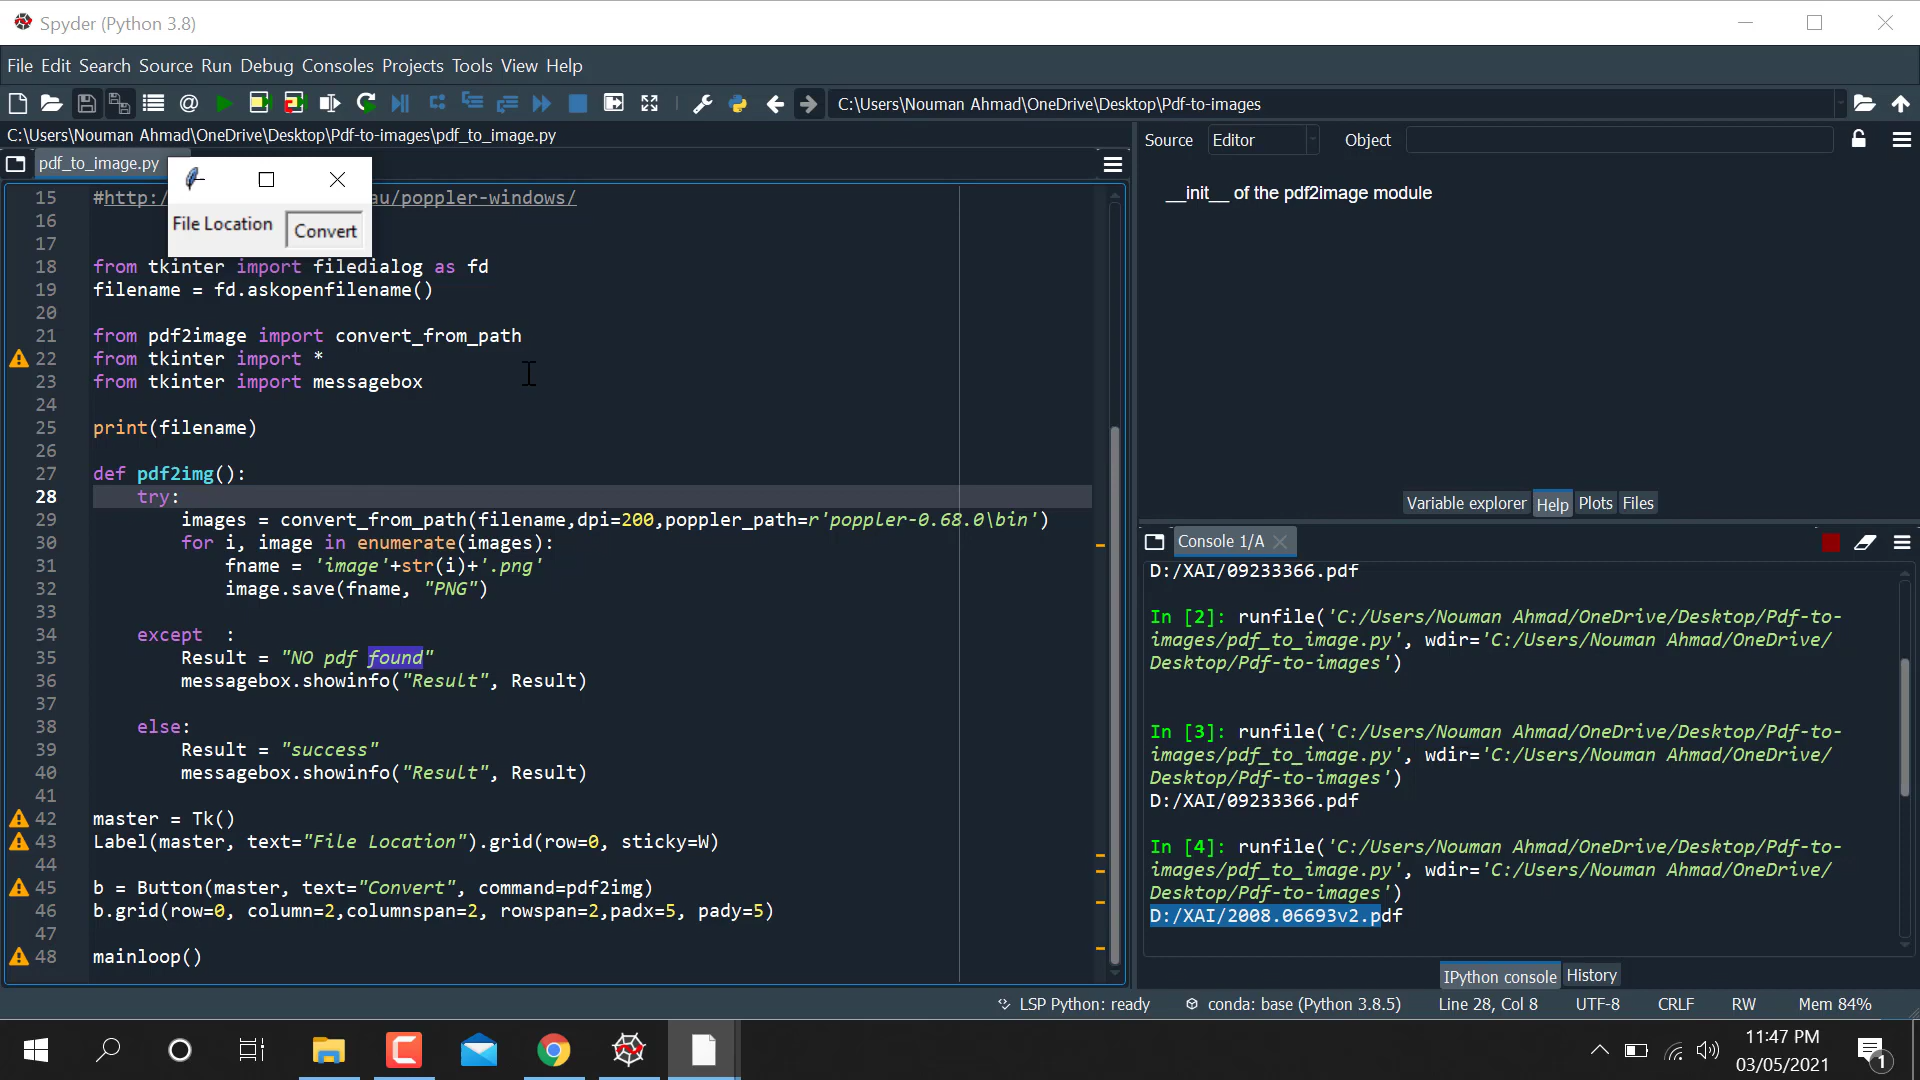 Spyder (Python 3.8)
File Edit Search Source Run Debug Consoles Projects Tools View Help
C:\Users\Nouman Ahmad\OneDrive\Desktop\Pdf-to-images
C:\Users\Nouman Ahmad\OneDrive\Desktop\Pdf-to-images\pdf_to_image.py
pdf_to_image.py
File Location
Convert
15 #http:/ au/poppler-windows/
16
17
18 from tkinter import filedialog as fd
19 filename = fd.askopenfilename()
20
21 from pdf2image import convert_from_path
22 from tkinter import *
23 from tkinter import messagebox
24
25 print(filename)
26
27 def pdf2img():
28 try:
29 images = convert_from_path(filename,dpi=200,poppler_path=r'poppler-0.68.0\bin')
30 for i, image in enumerate(images):
31 fname = 'image'+str(i)+'.png'
32 image.save(fname, "PNG")
33
34 except  :
35 Result = "NO pdf found"
36 messagebox.showinfo("Result", Result)
37
38 else:
39 Result = "success"
40 messagebox.showinfo("Result", Result)
41
42 master = Tk()
43 Label(master, text="File Location").grid(row=0, sticky=W)
44
45 b = Button(master, text="Convert", command=pdf2img)
46 b.grid(row=0, column=2,columnspan=2, rowspan=2,padx=5, pady=5)
47
48 mainloop()
Source Editor Object
__init__ of the pdf2image module
Variable explorer Help Plots Files
Console 1/A
D:/XAI/09233366.pdf
In [2]: runfile('C:/Users/Nouman Ahmad/OneDrive/Desktop/Pdf-to-
images/pdf_to_image.py', wdir='C:/Users/Nouman Ahmad/OneDrive/
Desktop/Pdf-to-images')
In [3]: runfile('C:/Users/Nouman Ahmad/OneDrive/Desktop/Pdf-to-
images/pdf_to_image.py', wdir='C:/Users/Nouman Ahmad/OneDrive/
Desktop/Pdf-to-images')
D:/XAI/09233366.pdf
In [4]: runfile('C:/Users/Nouman Ahmad/OneDrive/Desktop/Pdf-to-
images/pdf_to_image.py', wdir='C:/Users/Nouman Ahmad/OneDrive/
Desktop/Pdf-to-images')
D:/XAI/2008.06693v2.pdf
IPython console History
LSP Python: ready conda: base (Python 3.8.5) Line 28, Col 8 UTF-8 CRLF RW Mem 84%
11:47 PM
03/05/2021
1